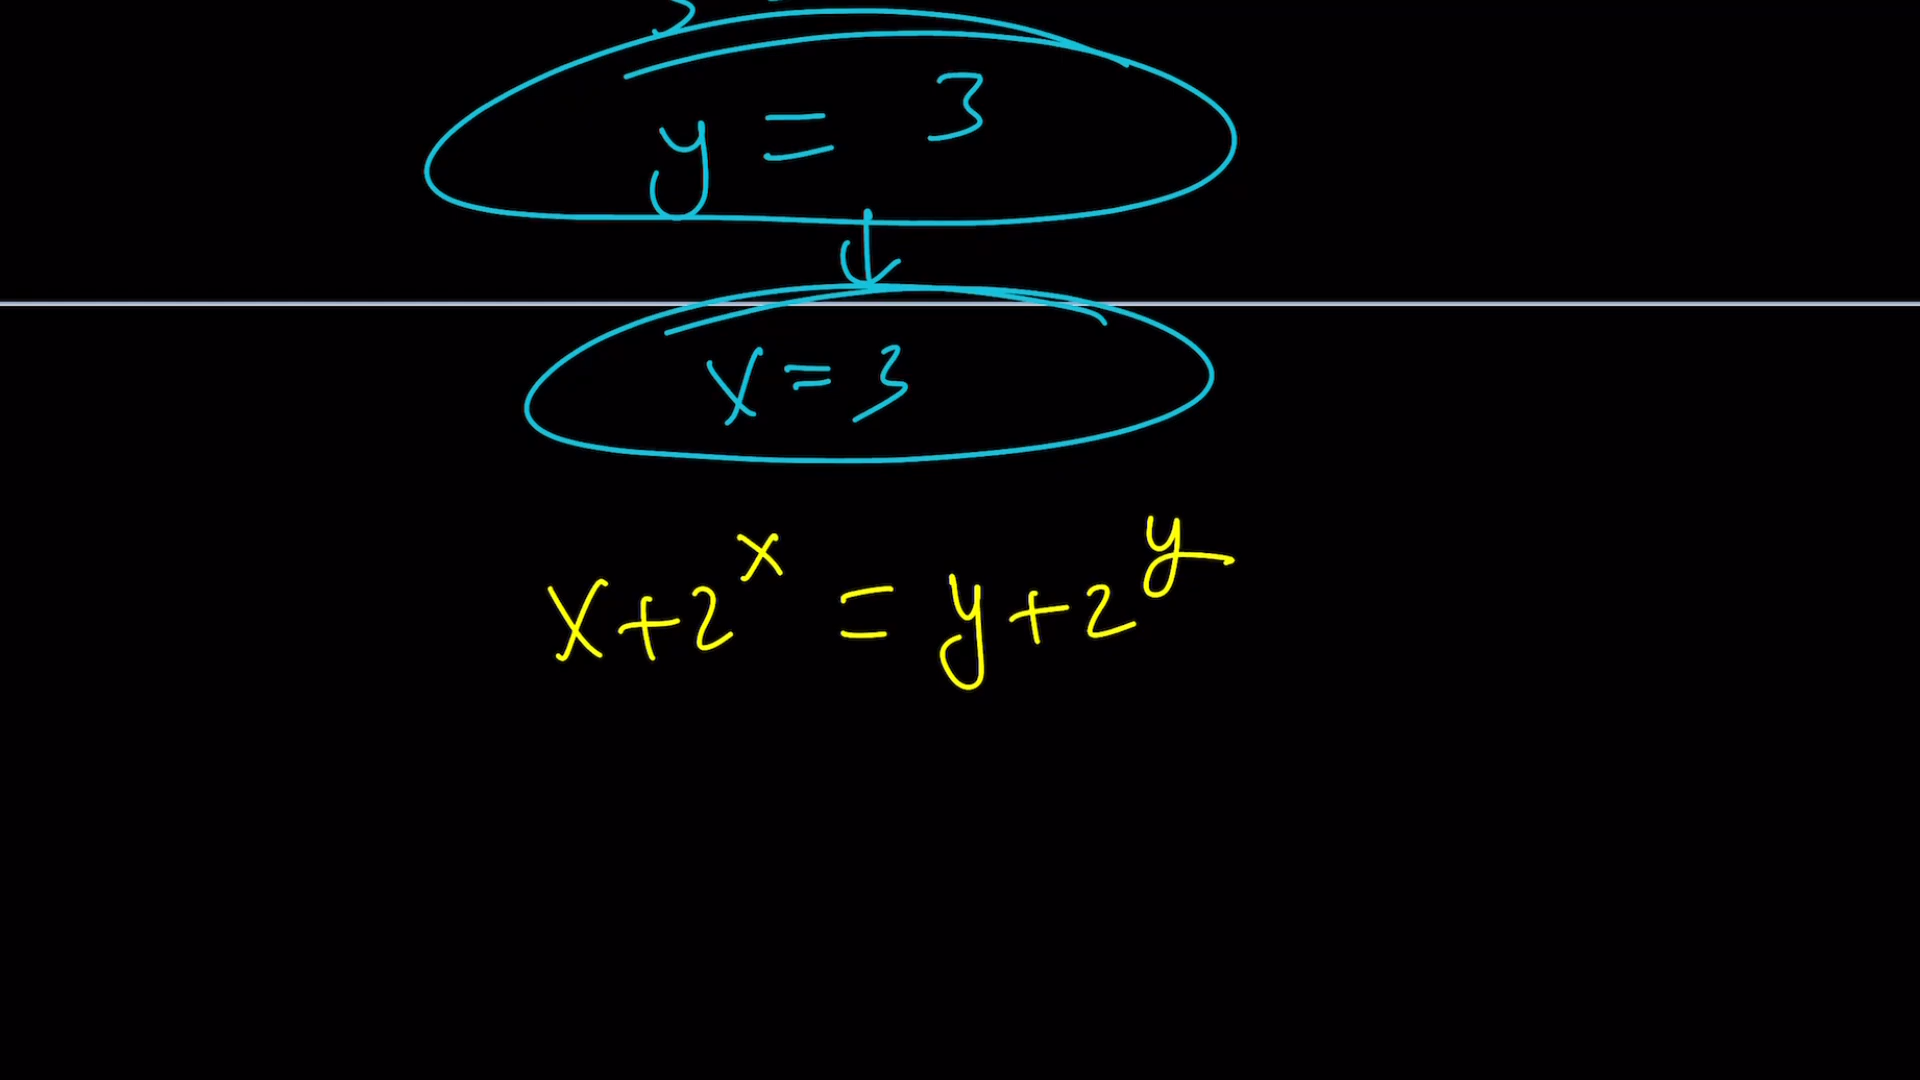 y = 3
x = 3
x + 2^x = y + 2^y